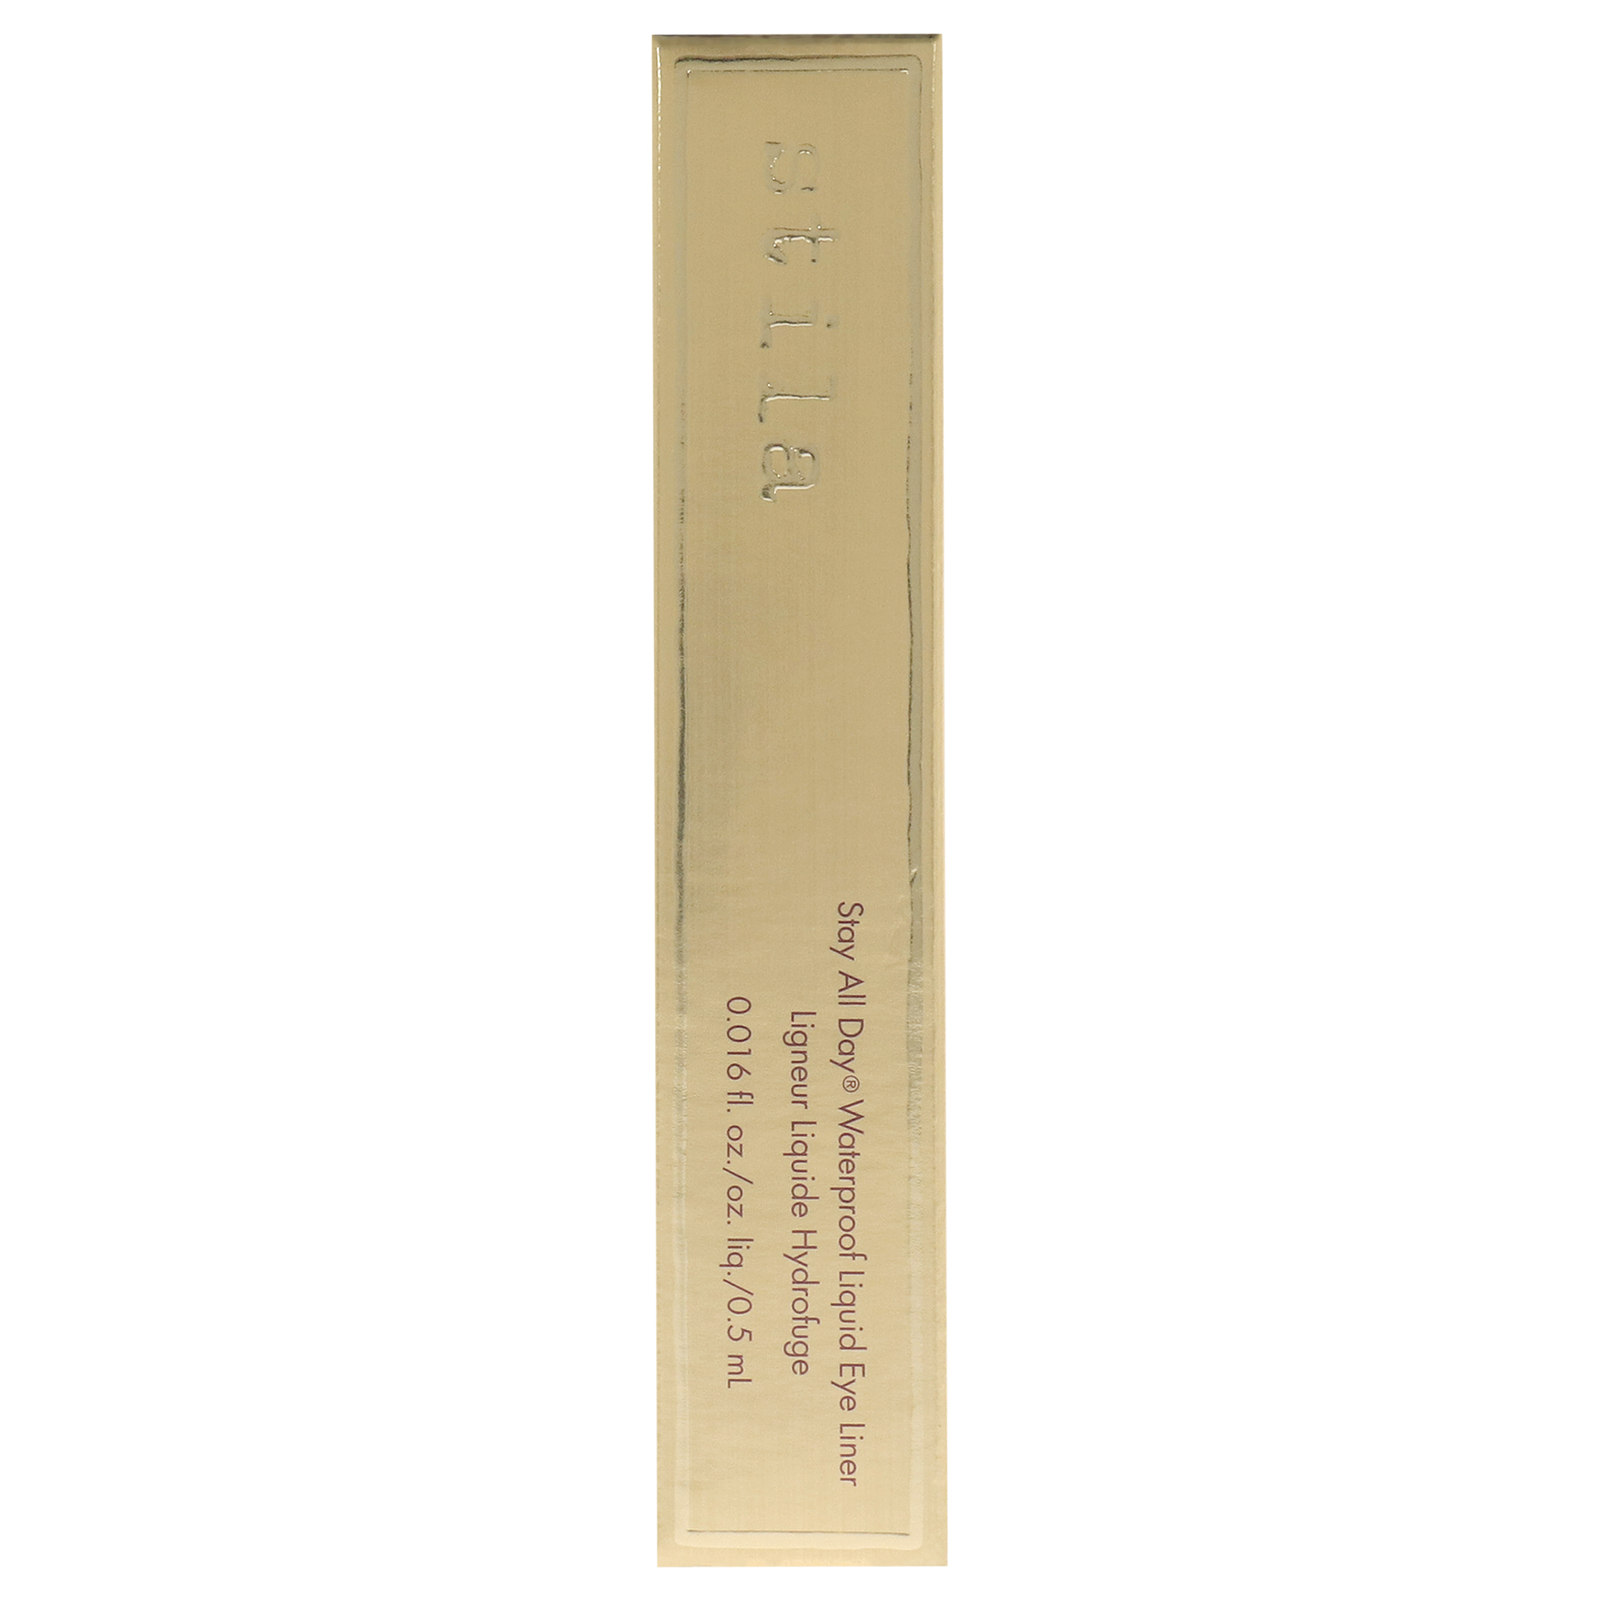 stila
Stay All Day® Waterproof Liquid Eye Liner
Ligneur Liquide Hydrofuge
0.016 fl. oz./oz. liq./0.5 mL